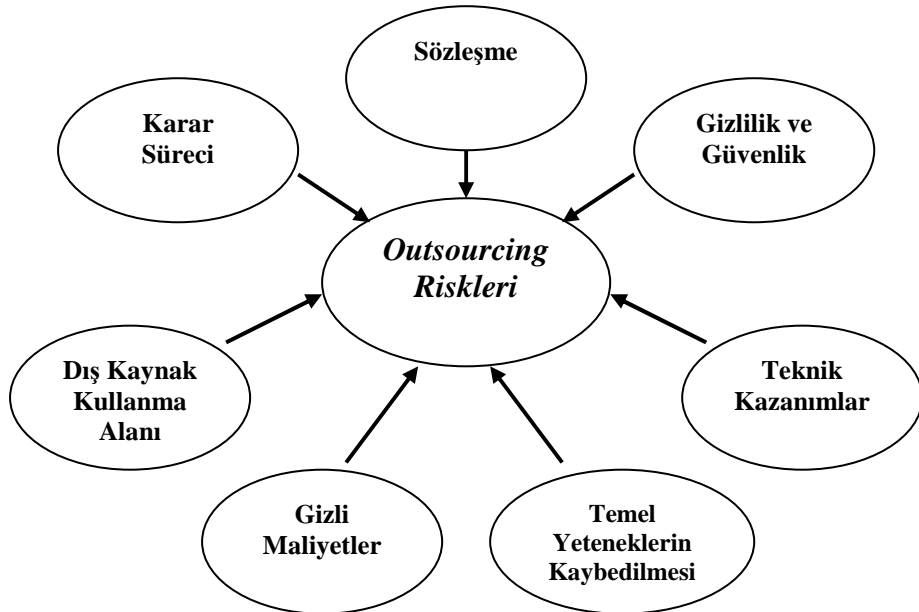 Sözleşme
Karar
Süreci
Gizlilik ve
Güvenlik
Outsourcing
Riskleri
Dış Kaynak
Kullanma
Alanı
Teknik
Kazanımlar
Gizli
Maliyetler
Temel
Yeteneklerin
Kaybedilmesi